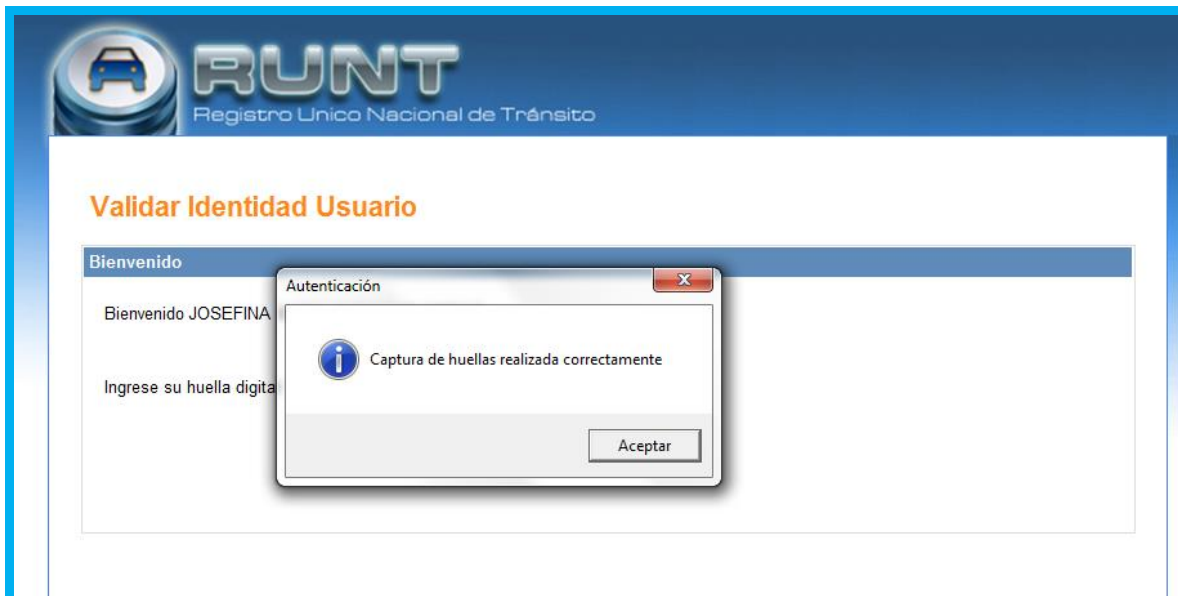 RUNT
Registro Unico Nacional de Tránsito
Validar Identidad Usuario
Bienvenido
Autenticación
Bienvenido JOSEFINA
Captura de huellas realizada correctamente
Ingrese su huella digita
Aceptar